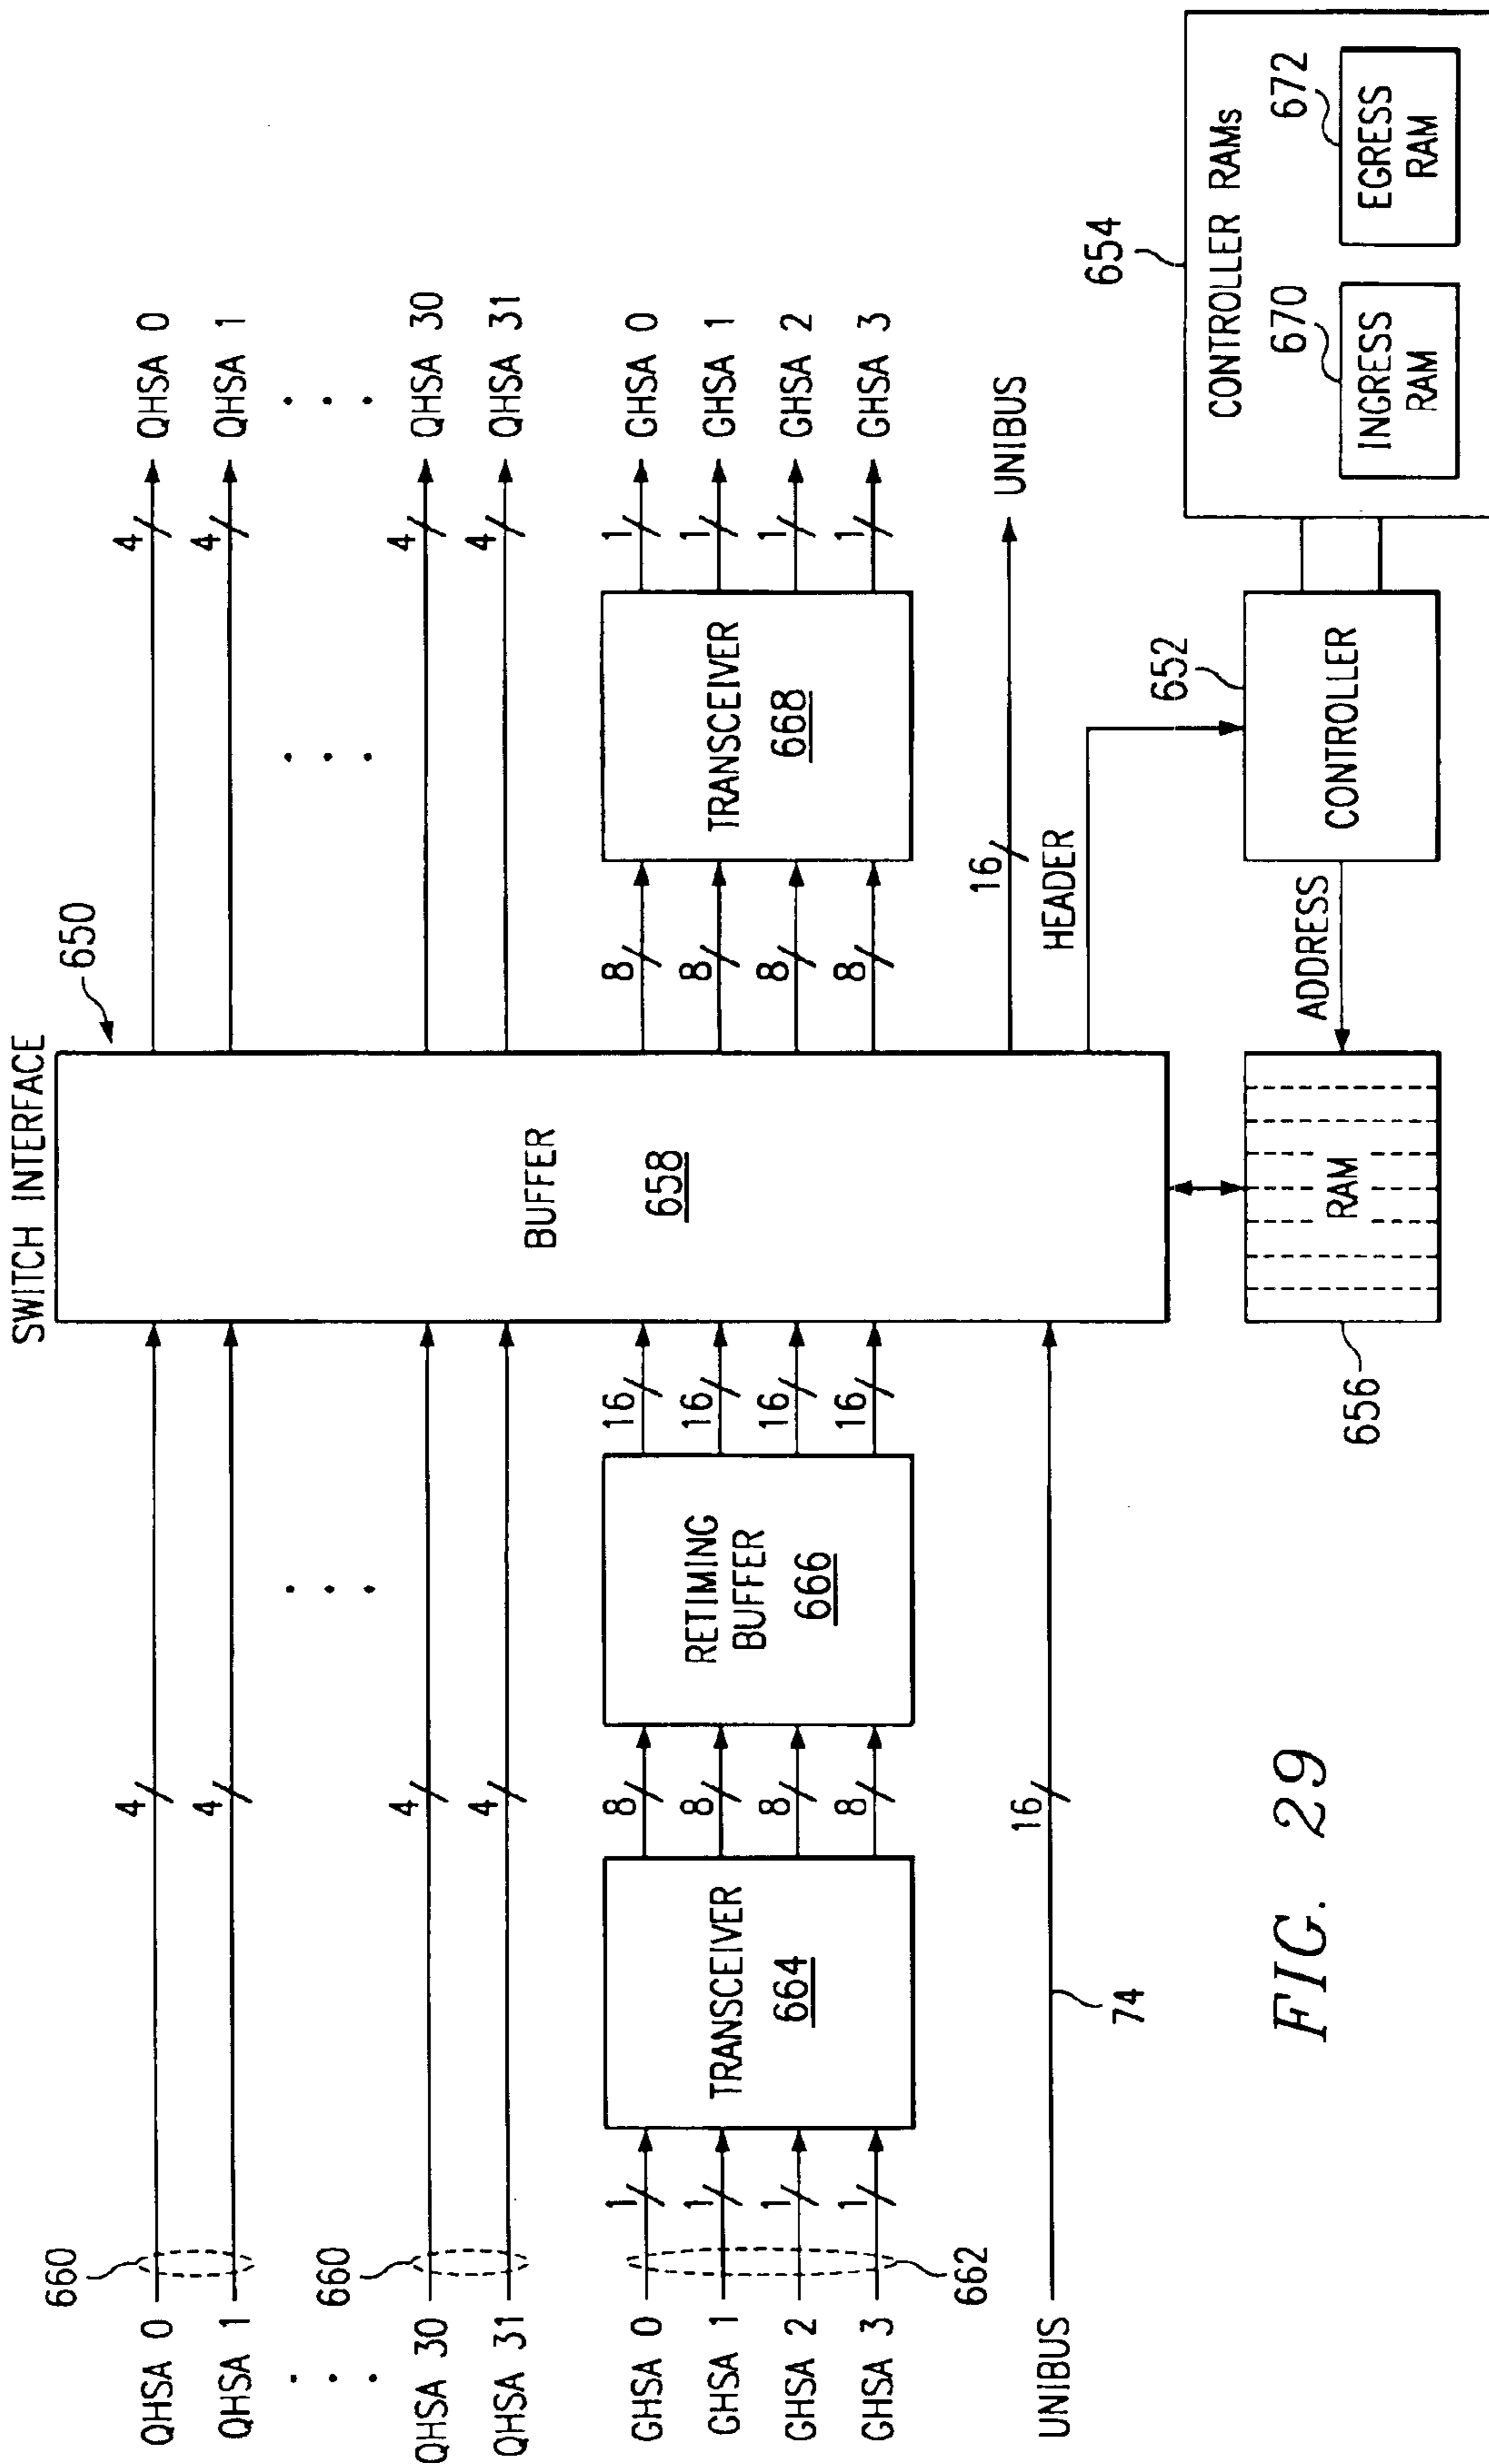 SWITCH INTERFACE
650
QHSA 0
QHSA 1
QHSA 30
QHSA 31
GHSA 0
GHSA 1
GHSA 2
GHSA 3
UNIBUS
660
660
662
74
4
4
4
4
1
1
1
1
TRANSCEIVER
664
8
8
8
8
RETIMING
BUFFER
666
16
16
16
16
16
BUFFER
658
4
4
4
4
8
8
8
8
TRANSCEIVER
668
1
1
1
1
16
QHSA 0
QHSA 1
QHSA 30
QHSA 31
GHSA 0
GHSA 1
GHSA 2
GHSA 3
UNIBUS
HEADER
RAM
656
ADDRESS
CONTROLLER
652
654
CONTROLLER RAMs
670
INGRESS
RAM
672
EGRESS
RAM
FIG. 29